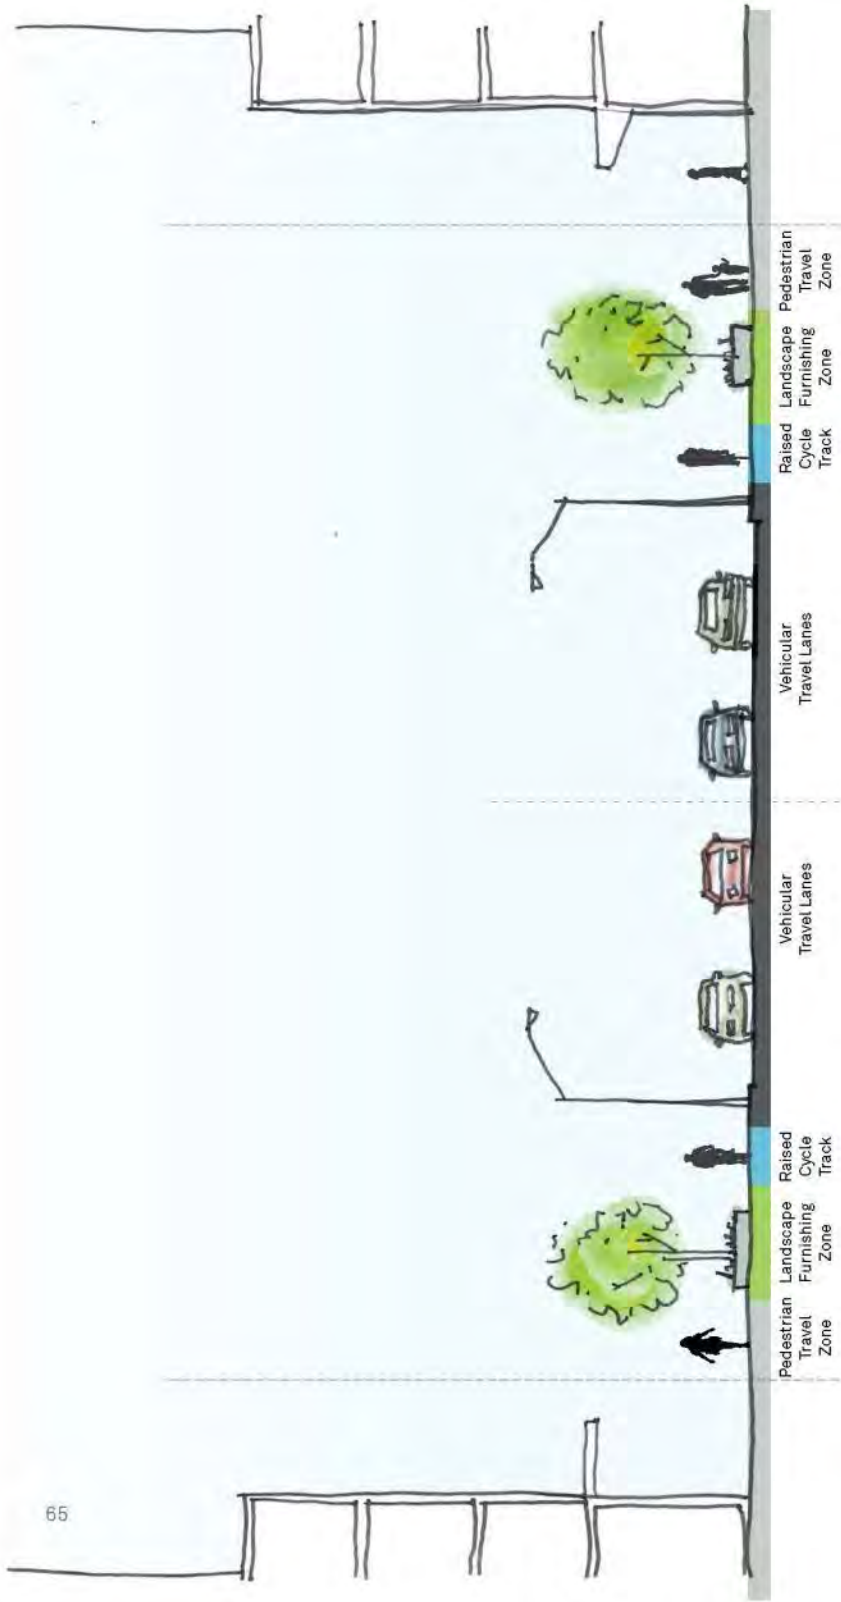 Pedestrian
Travel
Zone
Landscape
Furnishing
Zone
Raised
Cycle
Track
Vehicular
Travel Lanes
Vehicular
Travel Lanes
Raised
Cycle
Track
Landscape
Furnishing
Zone
Pedestrian
Travel
Zone
65